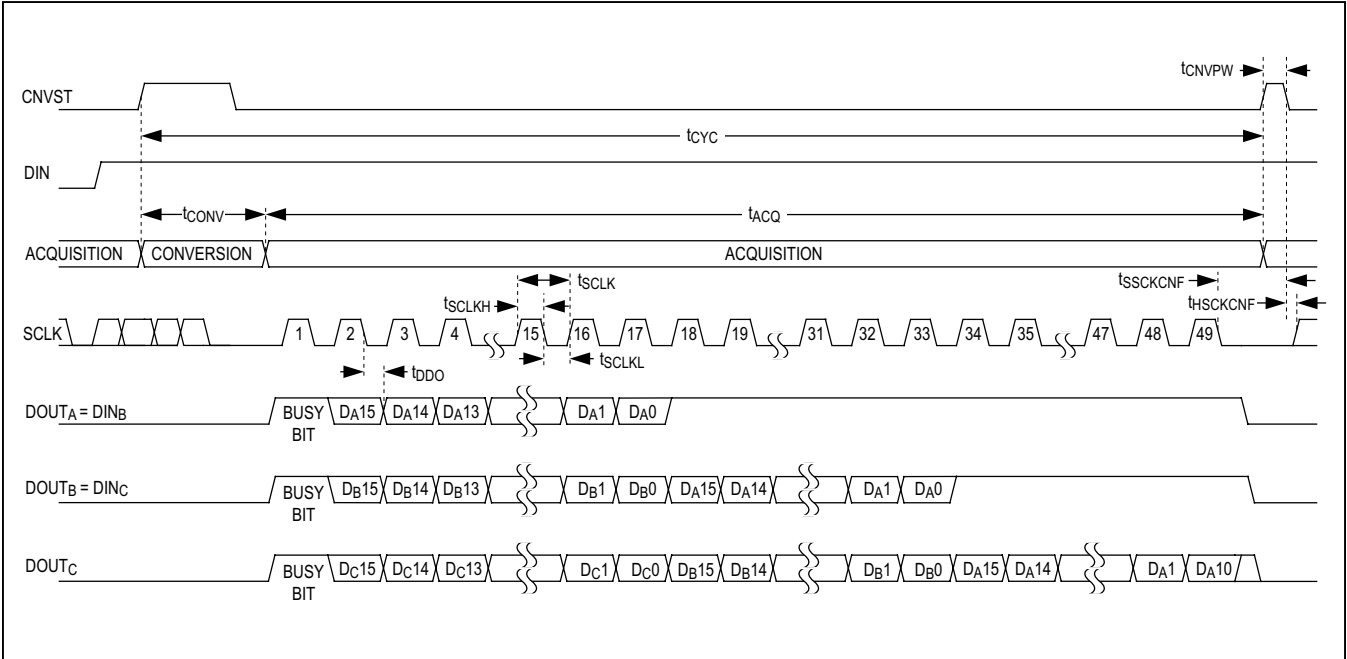 tCNVPW
CNVST
tCYC
DIN
tCONV tACQ
ACQUISITION CONVERSION ACQUISITION
tSCLK tSSCKCNF
tSCLKH tHSCKCNF
SCLK 1 2 3 4 15 16 17 18 19 31 32 33 34 35 47 48 49
tSCLKL
tDDO
DOUTA = DINB BUSY BIT DA15 DA14 DA13 DA1 DA0
DOUTB = DINC BUSY BIT DB15 DB14 DB13 DB1 DB0 DA15 DA14 DA1 DA0
DOUTC BUSY BIT DC15 DC14 DC13 DC1 DC0 DB15 DB14 DB1 DB0 DA15 DA14 DA1 DA10